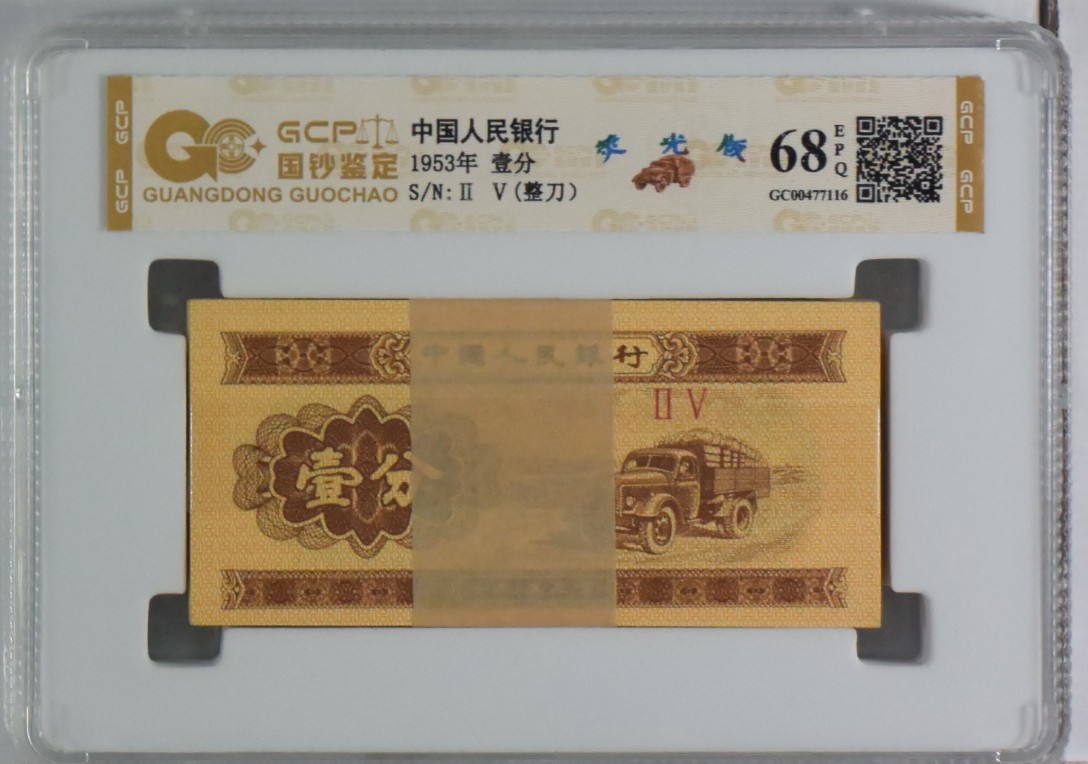 GCP
GCP
GCP
国钞鉴定
GUANGDONG GUOCHAO
中国人民银行
1953年 壹分
S/N: II V (整刀)
荧光版
68
EPQ
GC00477116
GCP
GCP
中國人民銀行
II V
壹分